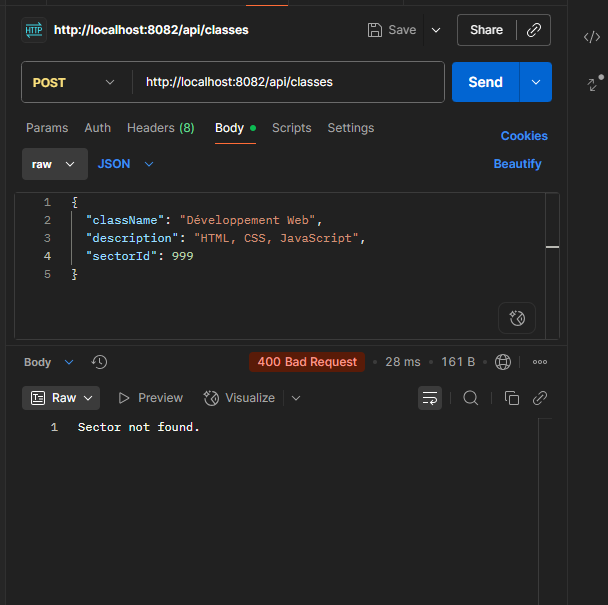 HTTP http://localhost:8082/api/classes Save Share
POST http://localhost:8082/api/classes Send
Params Auth Headers (8) Body Scripts Settings Cookies
raw JSON Beautify
1 {
2 "className": "Développement Web",
3 "description": "HTML, CSS, JavaScript",
4 "sectorId": 999
5 }
Body 400 Bad Request 28 ms 161 B
Raw Preview Visualize
1 Sector not found.